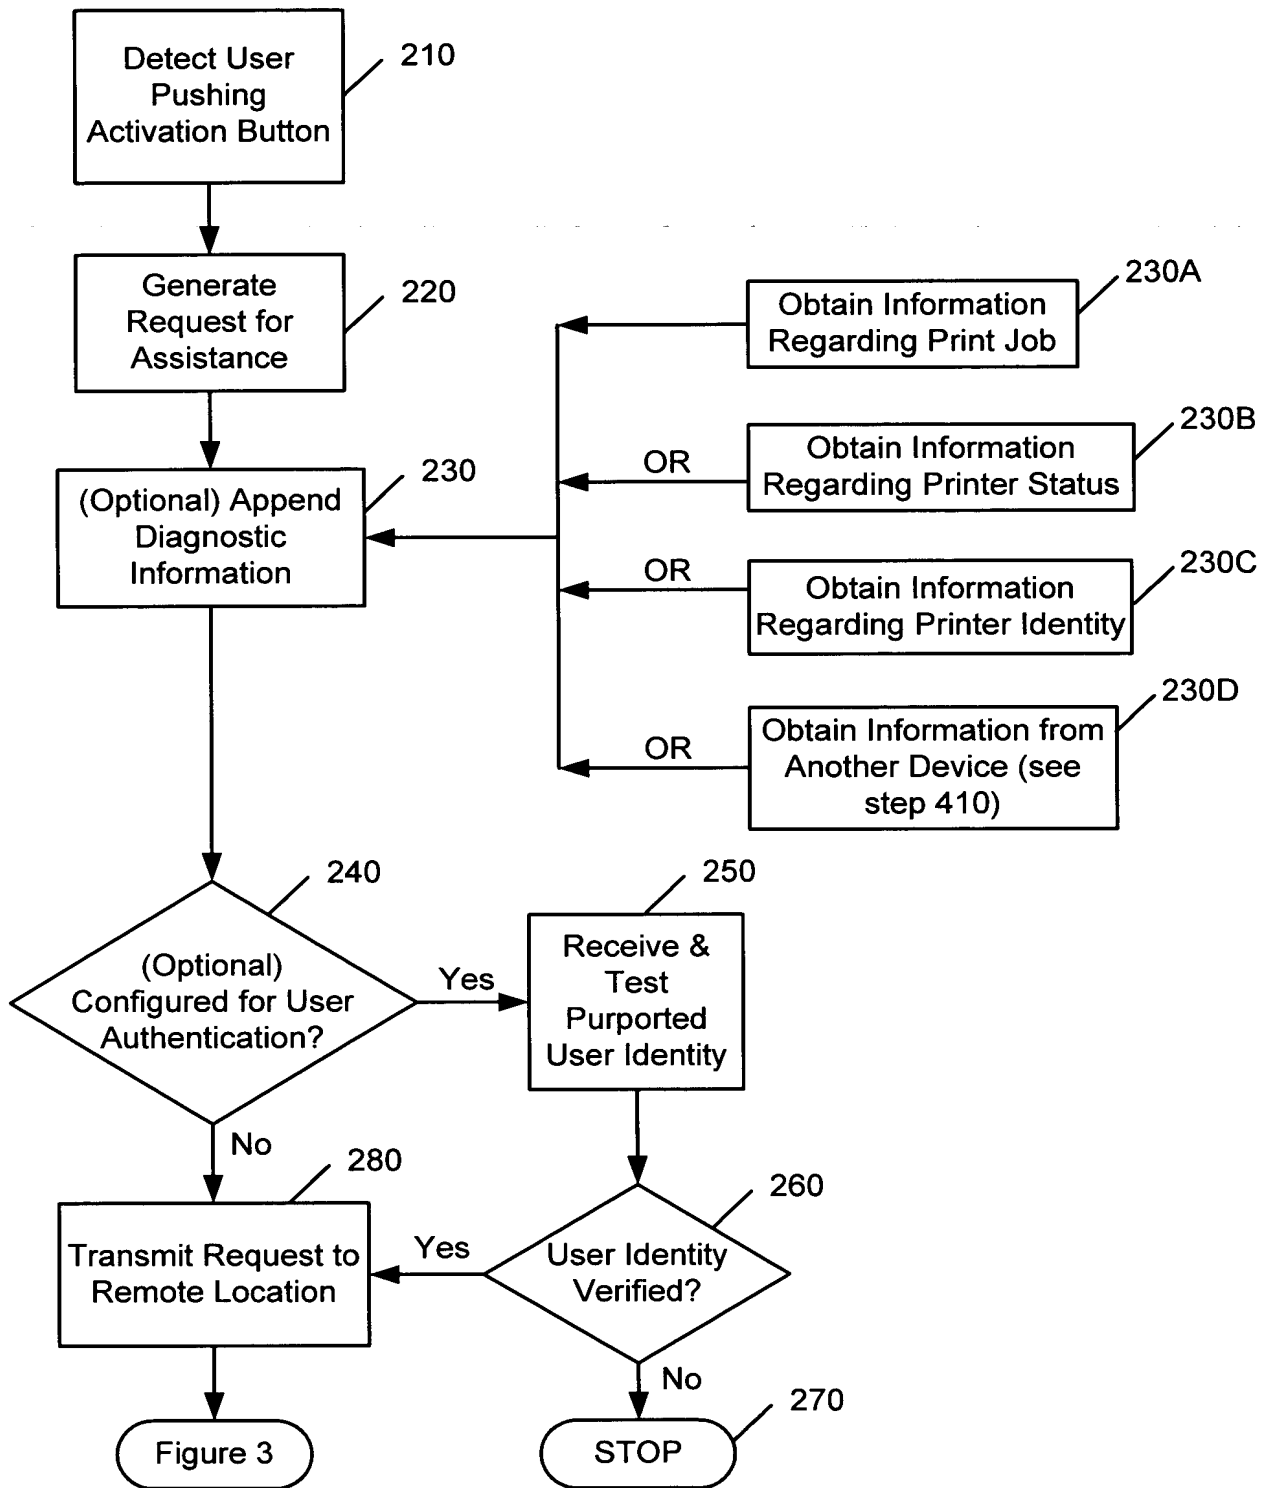 Detect User
Pushing
Activation Button
210
Generate
Request for
Assistance
220
(Optional) Append
Diagnostic
Information
230
Obtain Information
Regarding Print Job
230A
OR
Obtain Information
Regarding Printer Status
230B
OR
Obtain Information
Regarding Printer Identity
230C
OR
Obtain Information from
Another Device (see
step 410)
230D
(Optional)
Configured for User
Authentication?
240
Yes
No
Receive &
Test
Purported
User Identity
250
User Identity
Verified?
260
Yes
No
Transmit Request to
Remote Location
280
Figure 3
STOP
270